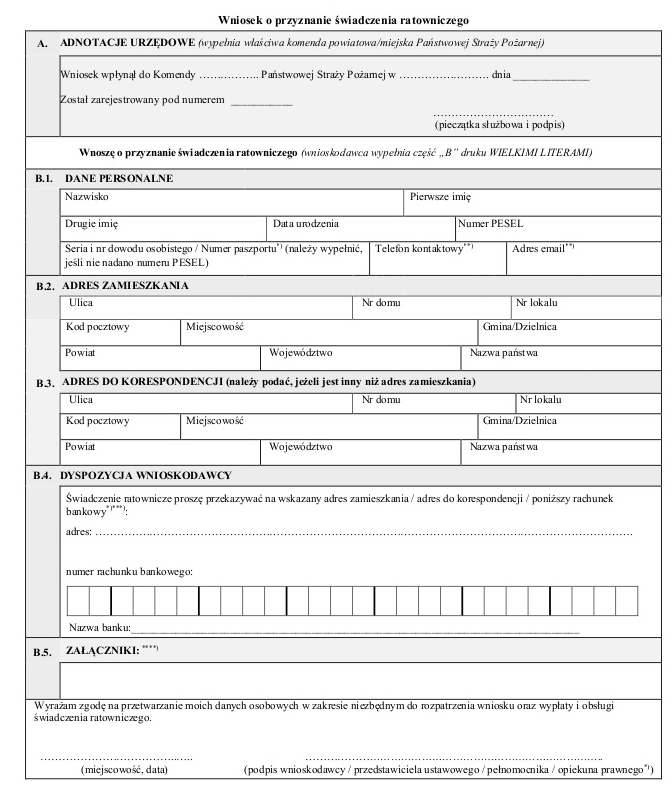 Wniosek o przyznanie świadczenia ratowniczego
A. ADNOTACJE URZĘDOWE (wypełnia właściwa komenda powiatowa/miejska Państwowej Straży Pożarnej)
Wniosek wpłynął do Komendy …………….. Państwowej Straży Pożarnej w ……………………. dnia ______________
Został zarejestrowany pod numerem ___________
……………………………
(pieczątka służbowa i podpis)
Wnoszę o przyznanie świadczenia ratowniczego (wnioskodawca wypełnia część „B” druku WIELKIMI LITERAMI)
B.1. DANE PERSONALNE
Nazwisko Pierwsze imię
Drugie imię Data urodzenia Numer PESEL
Seria i nr dowodu osobistego / Numer paszportu*) (należy wypełnić, Telefon kontaktowy**) Adres email**)
jeśli nie nadano numeru PESEL)
B.2. ADRES ZAMIESZKANIA
Ulica Nr domu Nr lokalu
Kod pocztowy Miejscowość Gmina/Dzielnica
Powiat Województwo Nazwa państwa
B.3. ADRES DO KORESPONDENCJI (należy podać, jeżeli jest inny niż adres zamieszkania)
Ulica Nr domu Nr lokalu
Kod pocztowy Miejscowość Gmina/Dzielnica
Powiat Województwo Nazwa państwa
B.4. DYSPOZYCJA WNIOSKODAWCY
Świadczenie ratownicze proszę przekazywać na wskazany adres zamieszkania / adres do korespondencji / poniższy rachunek
bankowy*)***):
adres: ……………………………………………………………………………………………………………………………………..
numer rachunku bankowego:
Nazwa banku:______________________________________________________________________
B.5. ZAŁĄCZNIKI: ****)
Wyrażam zgodę na przetwarzanie moich danych osobowych w zakresie niezbędnym do rozpatrzenia wniosku oraz wypłaty i obsługi
świadczenia ratowniczego.
……………………………….…... ……………………………………………………………………..
(miejscowość, data) (podpis wnioskodawcy / przedstawiciela ustawowego / pełnomocnika / opiekuna prawnego*))